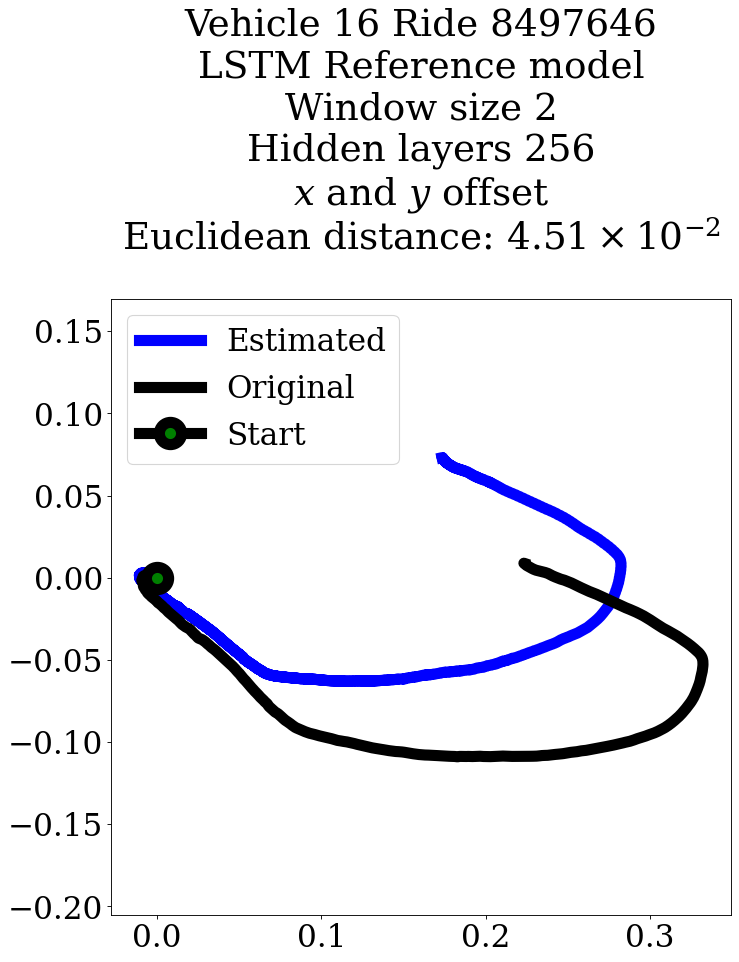 Vehicle 16 Ride 8497646
LSTM Reference model
Window size 2
Hidden layers 256
x and y offset
Euclidean distance: 4.51 × 10⁻²
Estimated
Original
Start
0.15
0.10
0.05
0.00
−0.05
−0.10
−0.15
−0.20
0.0 0.1 0.2 0.3